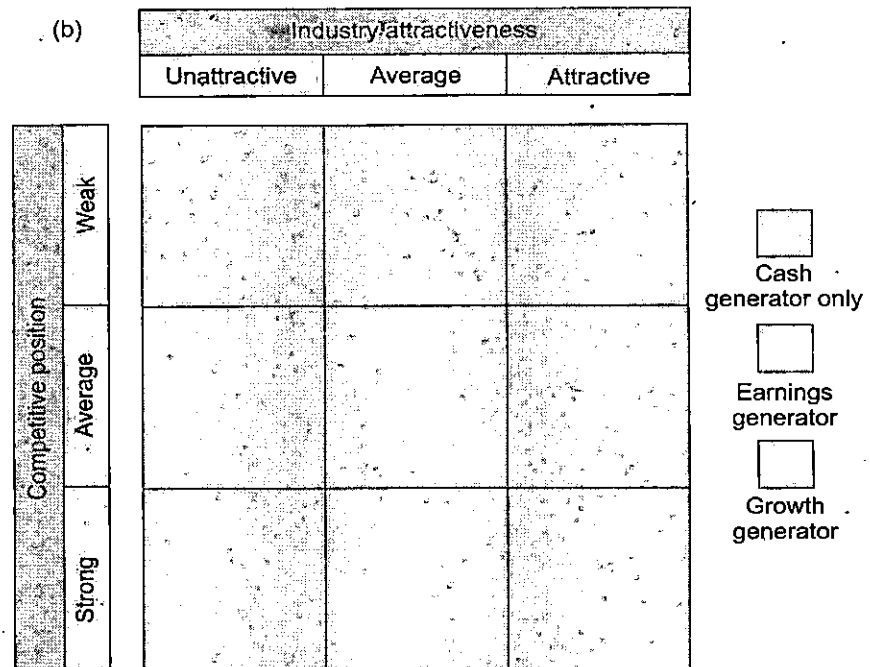 (b)
Industry attractiveness
Unattractive Average Attractive
Competitive position
Weak
Average
Strong
Cash
generator only
Earnings
generator
Growth
generator